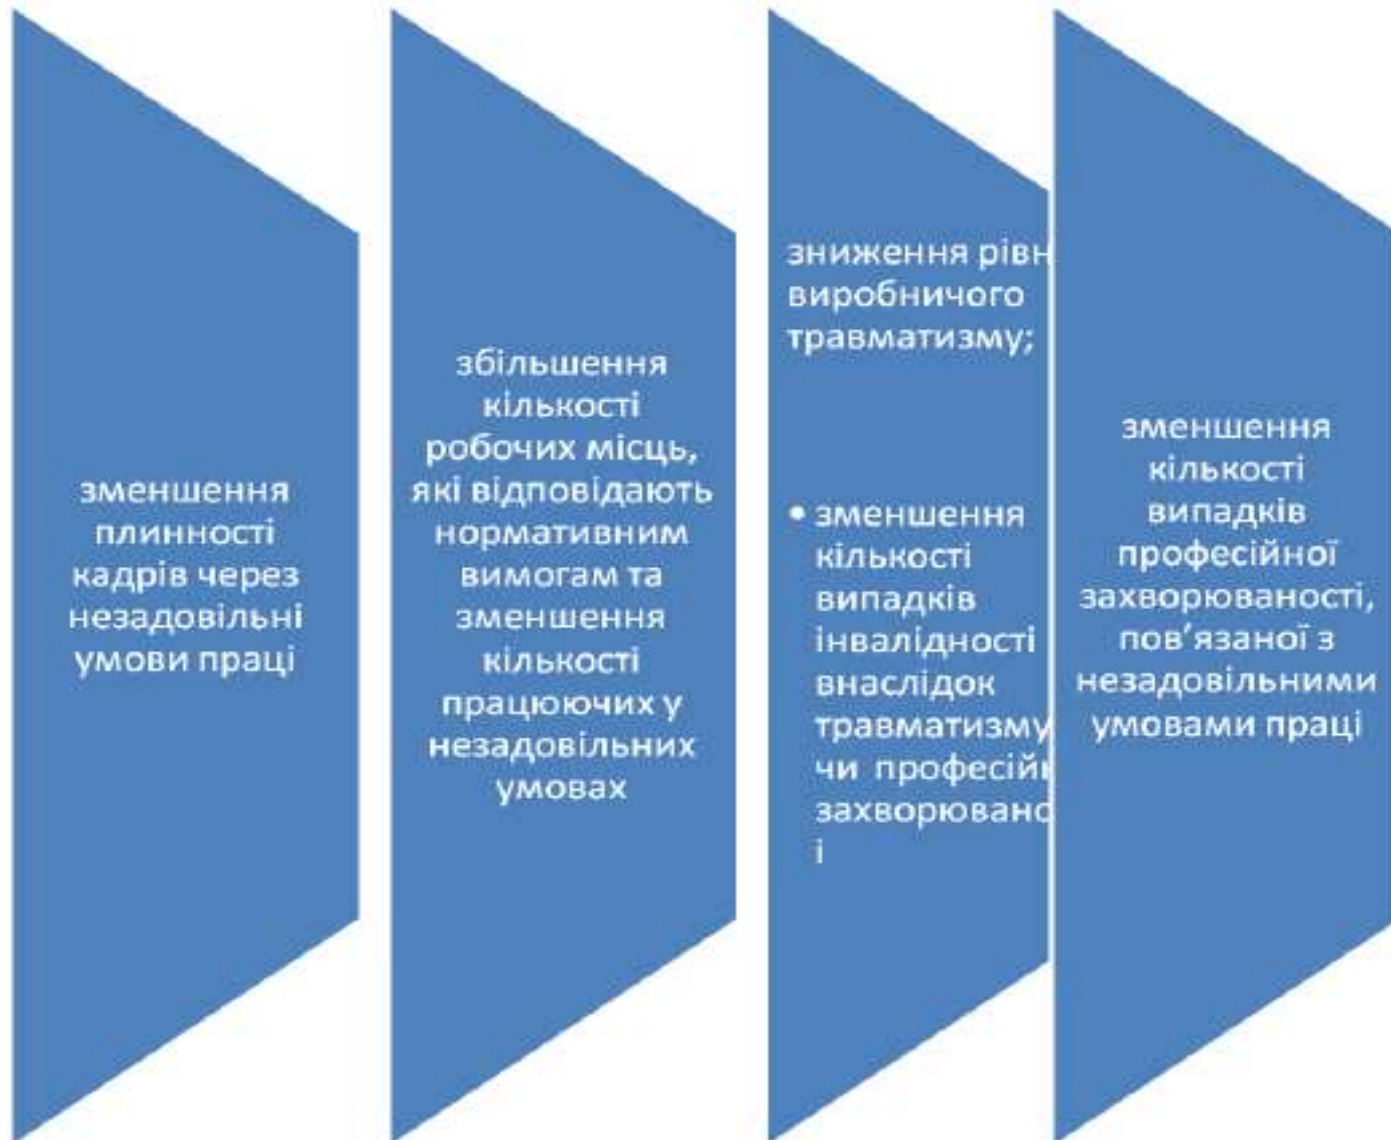 зменшення
плинності
кадрів через
незадовільні
умови праці
збільшення
кількості
робочих місць,
які відповідають
нормативним
вимогам та
зменшення
кількості
працюючих у
незадовільних
умовах
зниження рівн
виробничого
травматизму;
• зменшення
кількості
випадків
інвалідності
внаслідок
травматизму
чи професій
захворювано
і
зменшення
кількості
випадків
професійної
захворюваності,
пов’язаної з
незадовільними
умовами праці